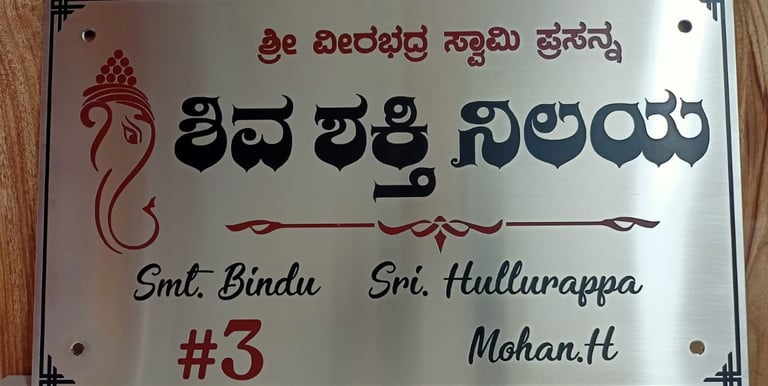 ಶ್ರೀ ವೀರಭದ್ರ ಸ್ವಾಮಿ ಪ್ರಸನ್ನ
ಶಿವ ಶಕ್ತಿ ನಿಲಯ
Smt. Bindu Sri. Hullurappa
#3 Mohan.H